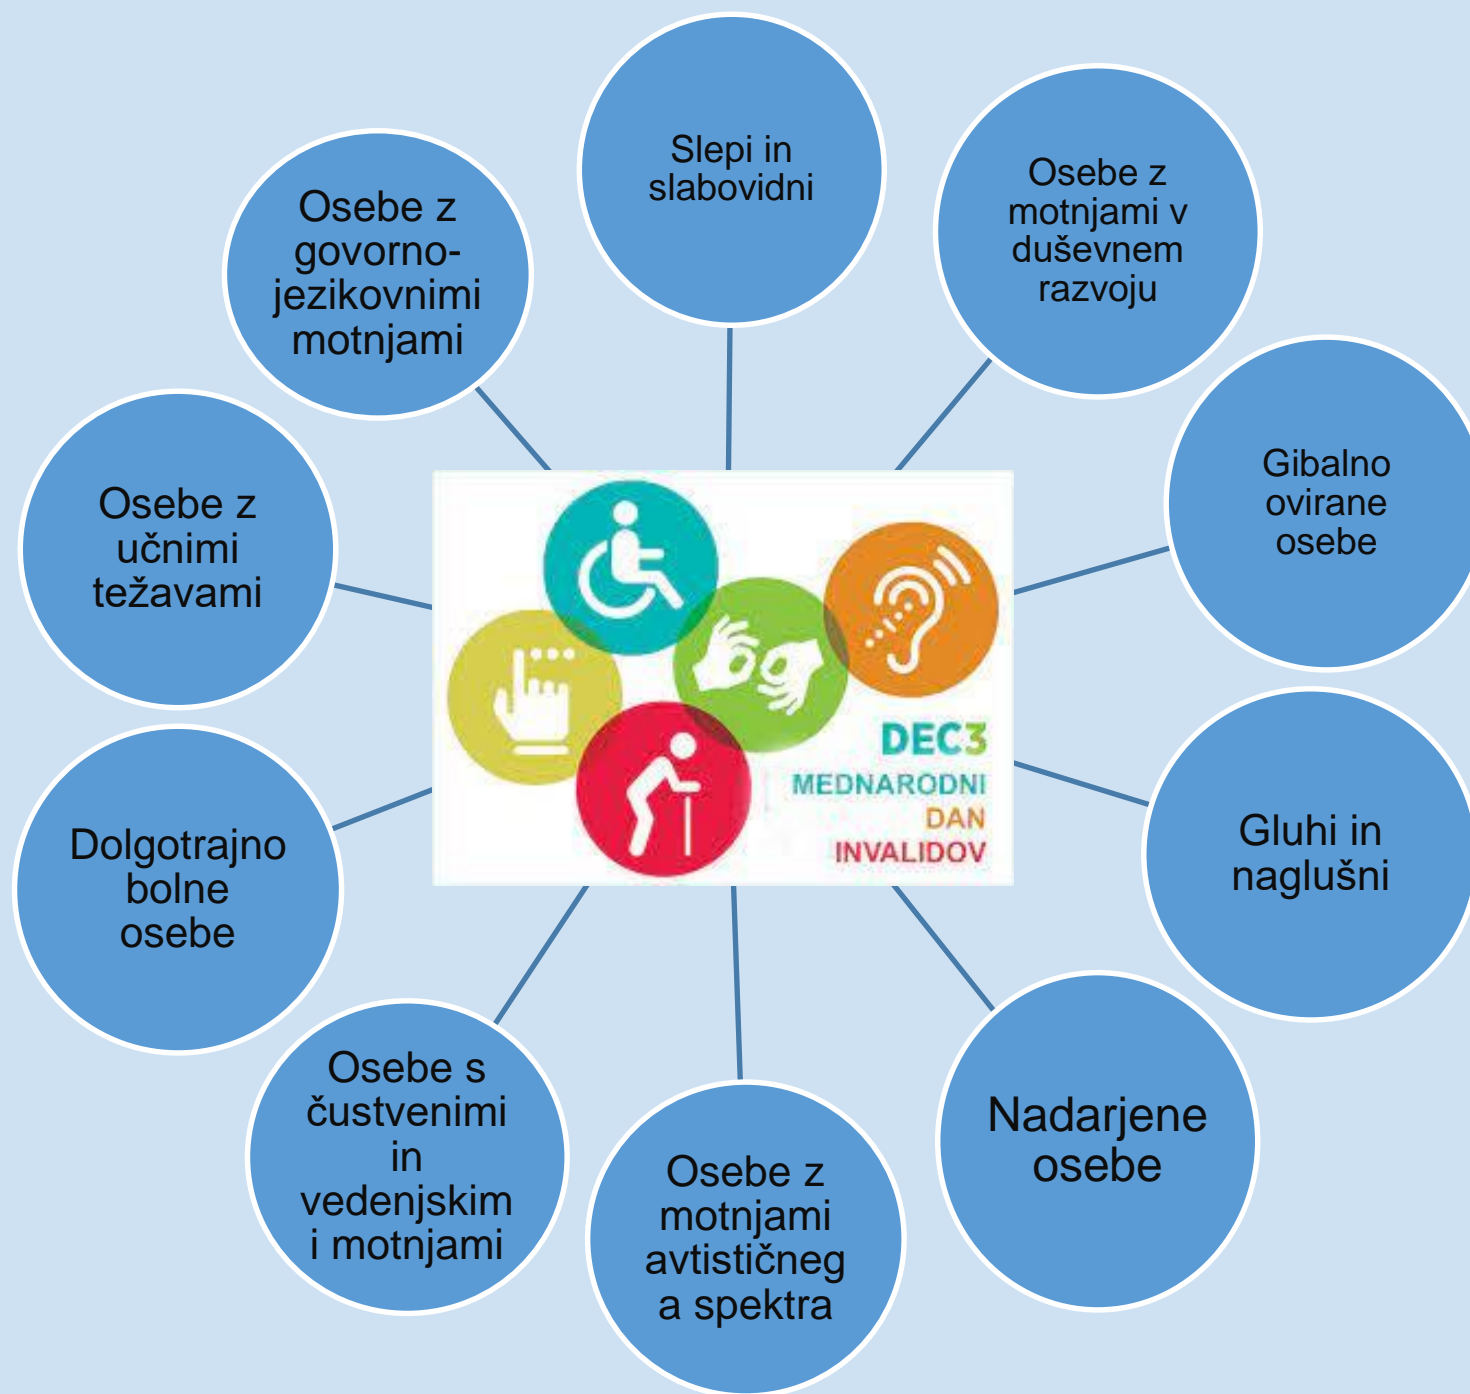 Slepi in
slabovidni
Osebe z
motnjami v
duševnem
razvoju
Gibalno
ovirane
osebe
Gluhi in
naglušni
Nadarjene
osebe
Osebe z
motnjami
avtističneg
a spektra
Osebe s
čustvenimi
in
vedenjskim
i motnjami
Dolgotrajno
bolne
osebe
Osebe z
učnimi
težavami
Osebe z
govorno-
jezikovnimi
motnjami
DEC3
MEDNARODNI
DAN
INVALIDOV